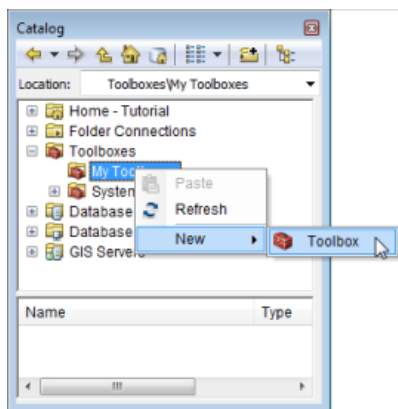 Catalog
Location: Toolboxes\My Toolboxes
Home - Tutorial
Folder Connections
Toolboxes
My Too
System
Paste
Database
Refresh
Database
New
Toolbox
GIS Servers
Name Type